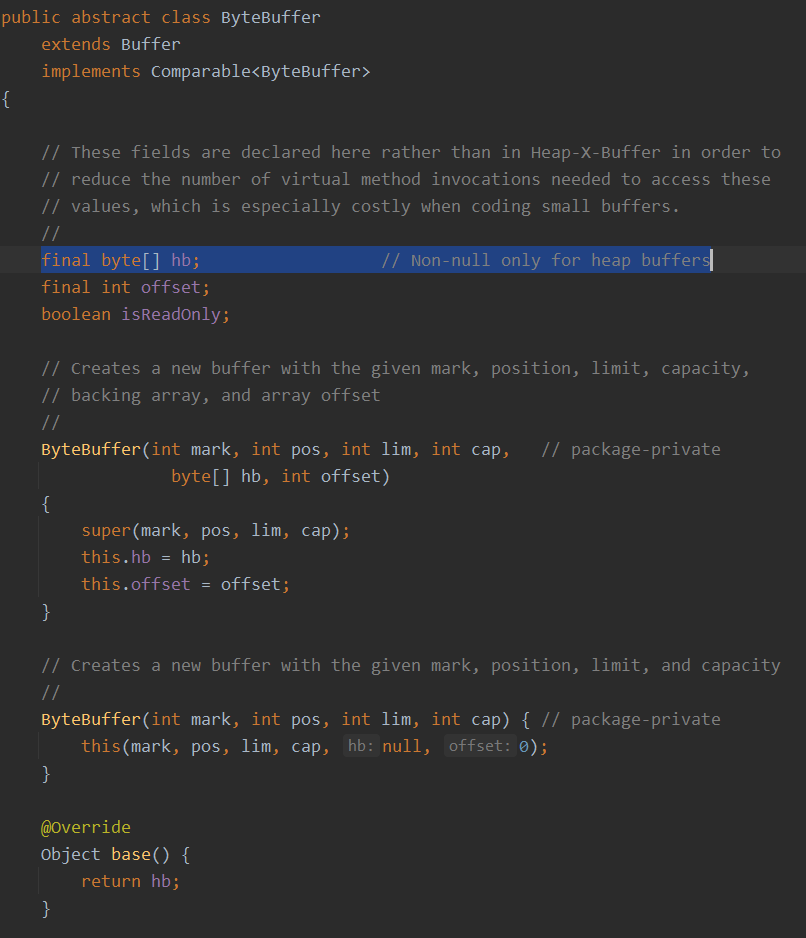 public abstract class ByteBuffer
extends Buffer
implements Comparable<ByteBuffer>
{
// These fields are declared here rather than in Heap-X-Buffer in order to
// reduce the number of virtual method invocations needed to access these
// values, which is especially costly when coding small buffers.
//
final byte[] hb;                  // Non-null only for heap buffers
final int offset;
boolean isReadOnly;
// Creates a new buffer with the given mark, position, limit, capacity,
// backing array, and array offset
//
ByteBuffer(int mark, int pos, int lim, int cap,   // package-private
byte[] hb, int offset)
{
super(mark, pos, lim, cap);
this.hb = hb;
this.offset = offset;
}
// Creates a new buffer with the given mark, position, limit, and capacity
//
ByteBuffer(int mark, int pos, int lim, int cap) { // package-private
this(mark, pos, lim, cap, hb: null, offset: 0);
}
@Override
Object base() {
return hb;
}